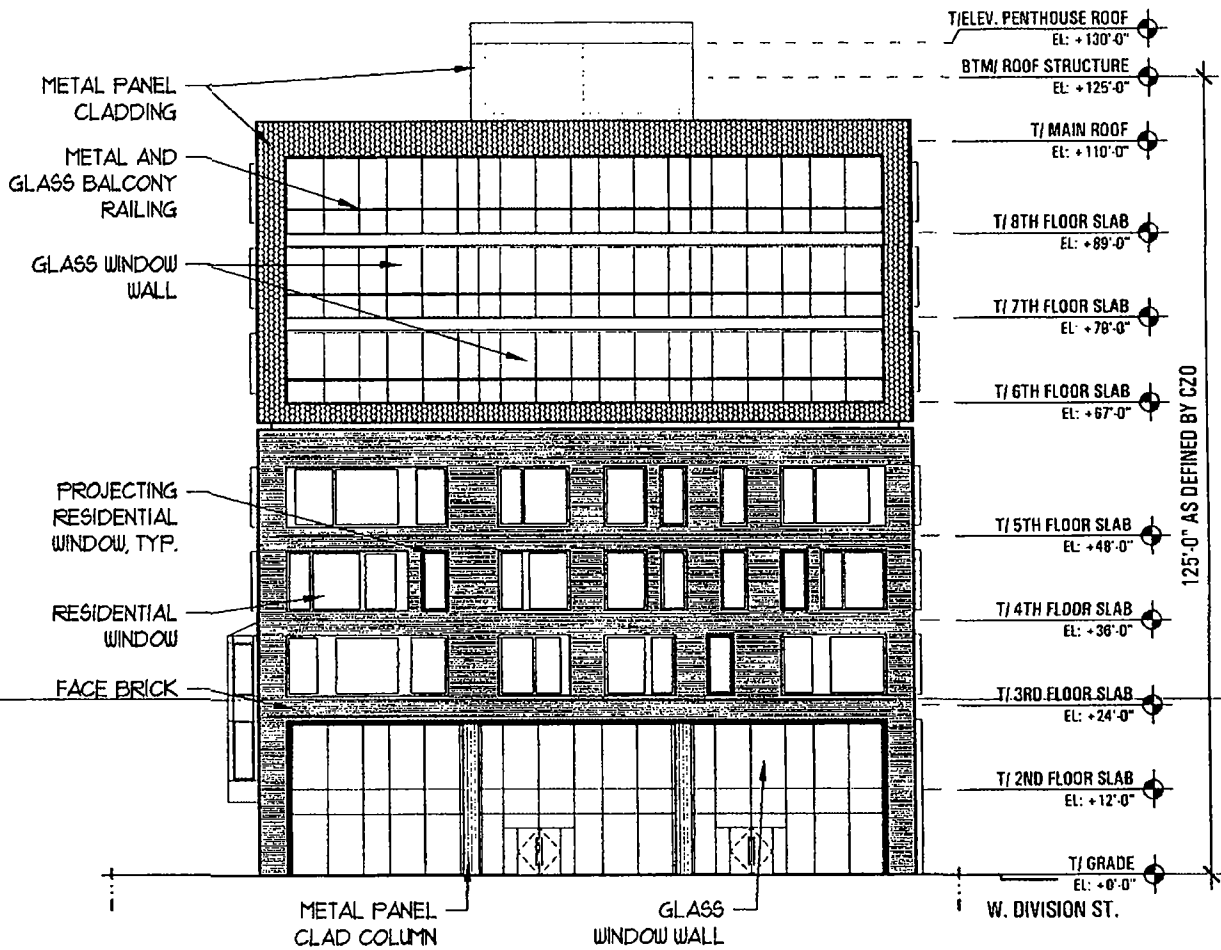 T/ELEV. PENTHOUSE ROOF
EL: +130'-0"
BTM/ ROOF STRUCTURE
EL: +125'-0"
T/ MAIN ROOF
EL: +110'-0"
T/ 8TH FLOOR SLAB
EL: +89'-0"
T/ 7TH FLOOR SLAB
EL: +78'-0"
T/ 6TH FLOOR SLAB
EL: +67'-0"
T/ 5TH FLOOR SLAB
EL: +48'-0"
T/ 4TH FLOOR SLAB
EL: +36'-0"
T/ 3RD FLOOR SLAB
EL: +24'-0"
T/ 2ND FLOOR SLAB
EL: +12'-0"
T/ GRADE
EL: +0'-0"
W. DIVISION ST.
125'-0" AS DEFINED BY CZO
METAL PANEL
CLADDING
METAL AND
GLASS BALCONY
RAILING
GLASS WINDOW
WALL
PROJECTING
RESIDENTIAL
WINDOW, TYP.
RESIDENTIAL
WINDOW
FACE BRICK
METAL PANEL
CLAD COLUMN
GLASS
WINDOW WALL